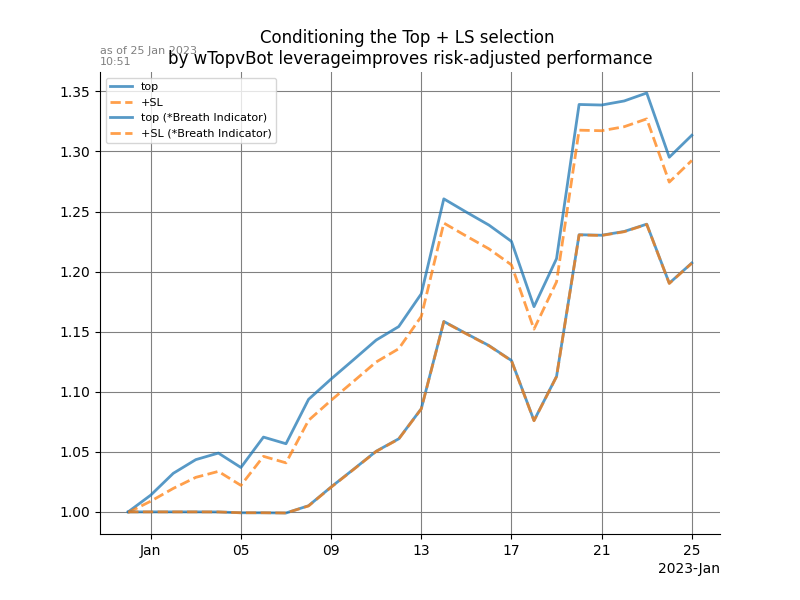 Conditioning the Top + LS selection
by wTopvBot leverageimproves risk-adjusted performance
as of 25 Jan 2023
10:51
top
+SL
top (*Breath Indicator)
+SL (*Breath Indicator)
1.35
1.30
1.25
1.20
1.15
1.10
1.05
1.00
Jan 05 09 13 17 21 25
2023-Jan